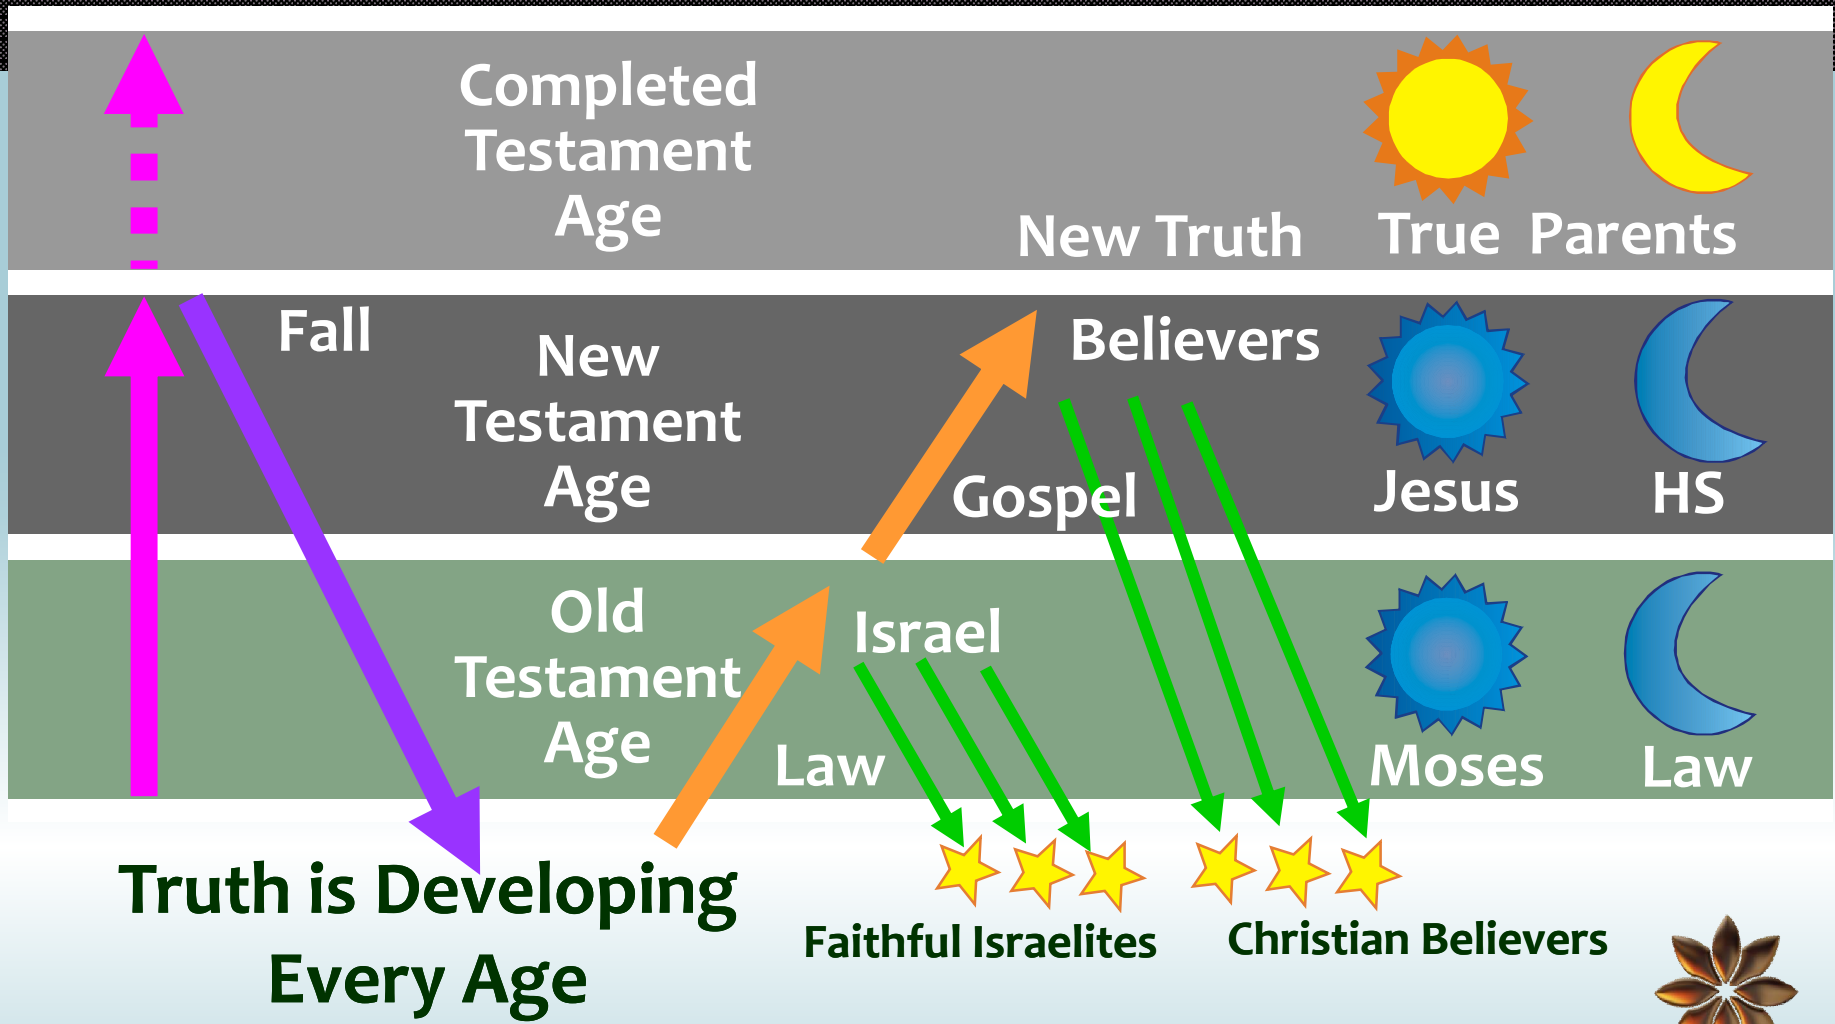 Completed
Testament
Age
New Truth
True Parents
Fall
New
Testament
Age
Believers
Gospel
Jesus
HS
Old
Testament
Age
Israel
Law
Moses
Law
Truth is Developing
Every Age
Faithful Israelites
Christian Believers